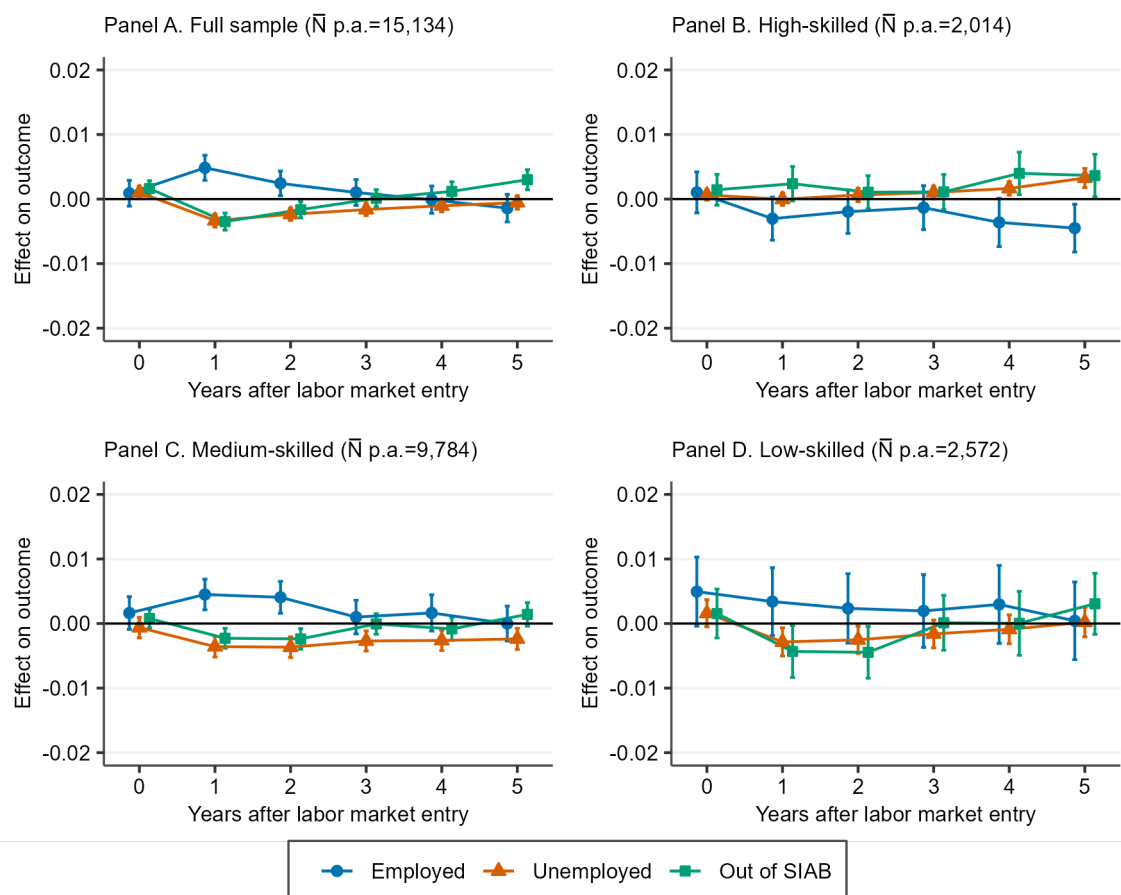 Panel A. Full sample (N̅ p.a.=15,134)
Effect on outcome
0.02
0.01
0.00
-0.01
-0.02
0 1 2 3 4 5
Years after labor market entry
Panel B. High-skilled (N̅ p.a.=2,014)
Effect on outcome
0.02
0.01
0.00
-0.01
-0.02
0 1 2 3 4 5
Years after labor market entry
Panel C. Medium-skilled (N̅ p.a.=9,784)
Effect on outcome
0.02
0.01
0.00
-0.01
-0.02
0 1 2 3 4 5
Years after labor market entry
Panel D. Low-skilled (N̅ p.a.=2,572)
Effect on outcome
0.02
0.01
0.00
-0.01
-0.02
0 1 2 3 4 5
Years after labor market entry
Employed Unemployed Out of SIAB